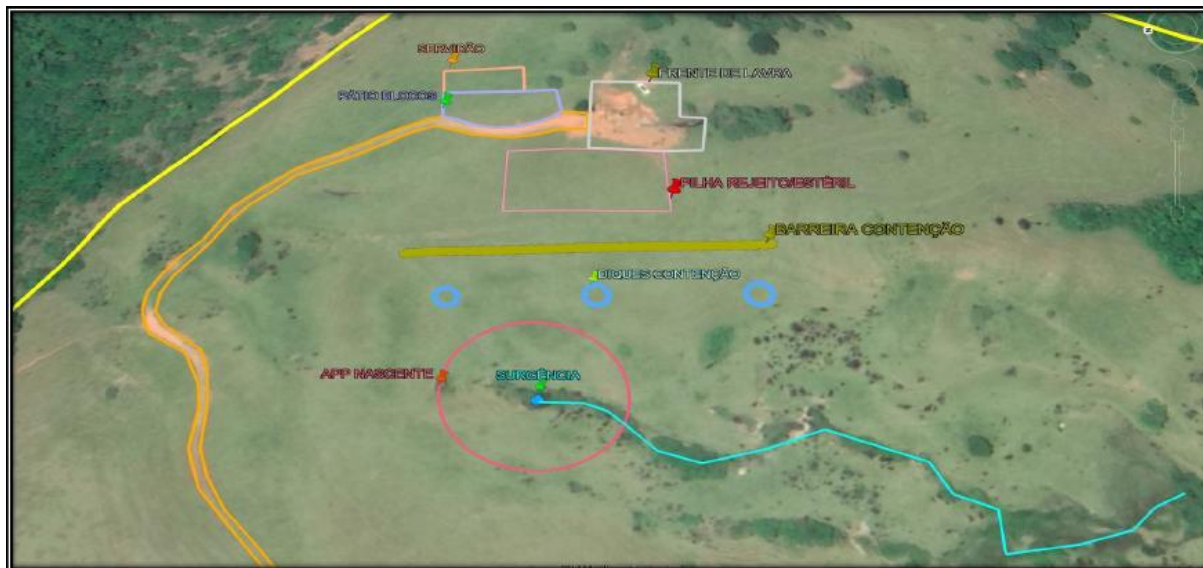 SERVIDÃO
FRENTE DE LAVRA
PÁTIO BLOCOS
PILHA REJEITO/ESTÉRIL
BARREIRA CONTENÇÃO
DIQUES CONTENÇÃO
APP NASCENTE
SURGÊNCIA